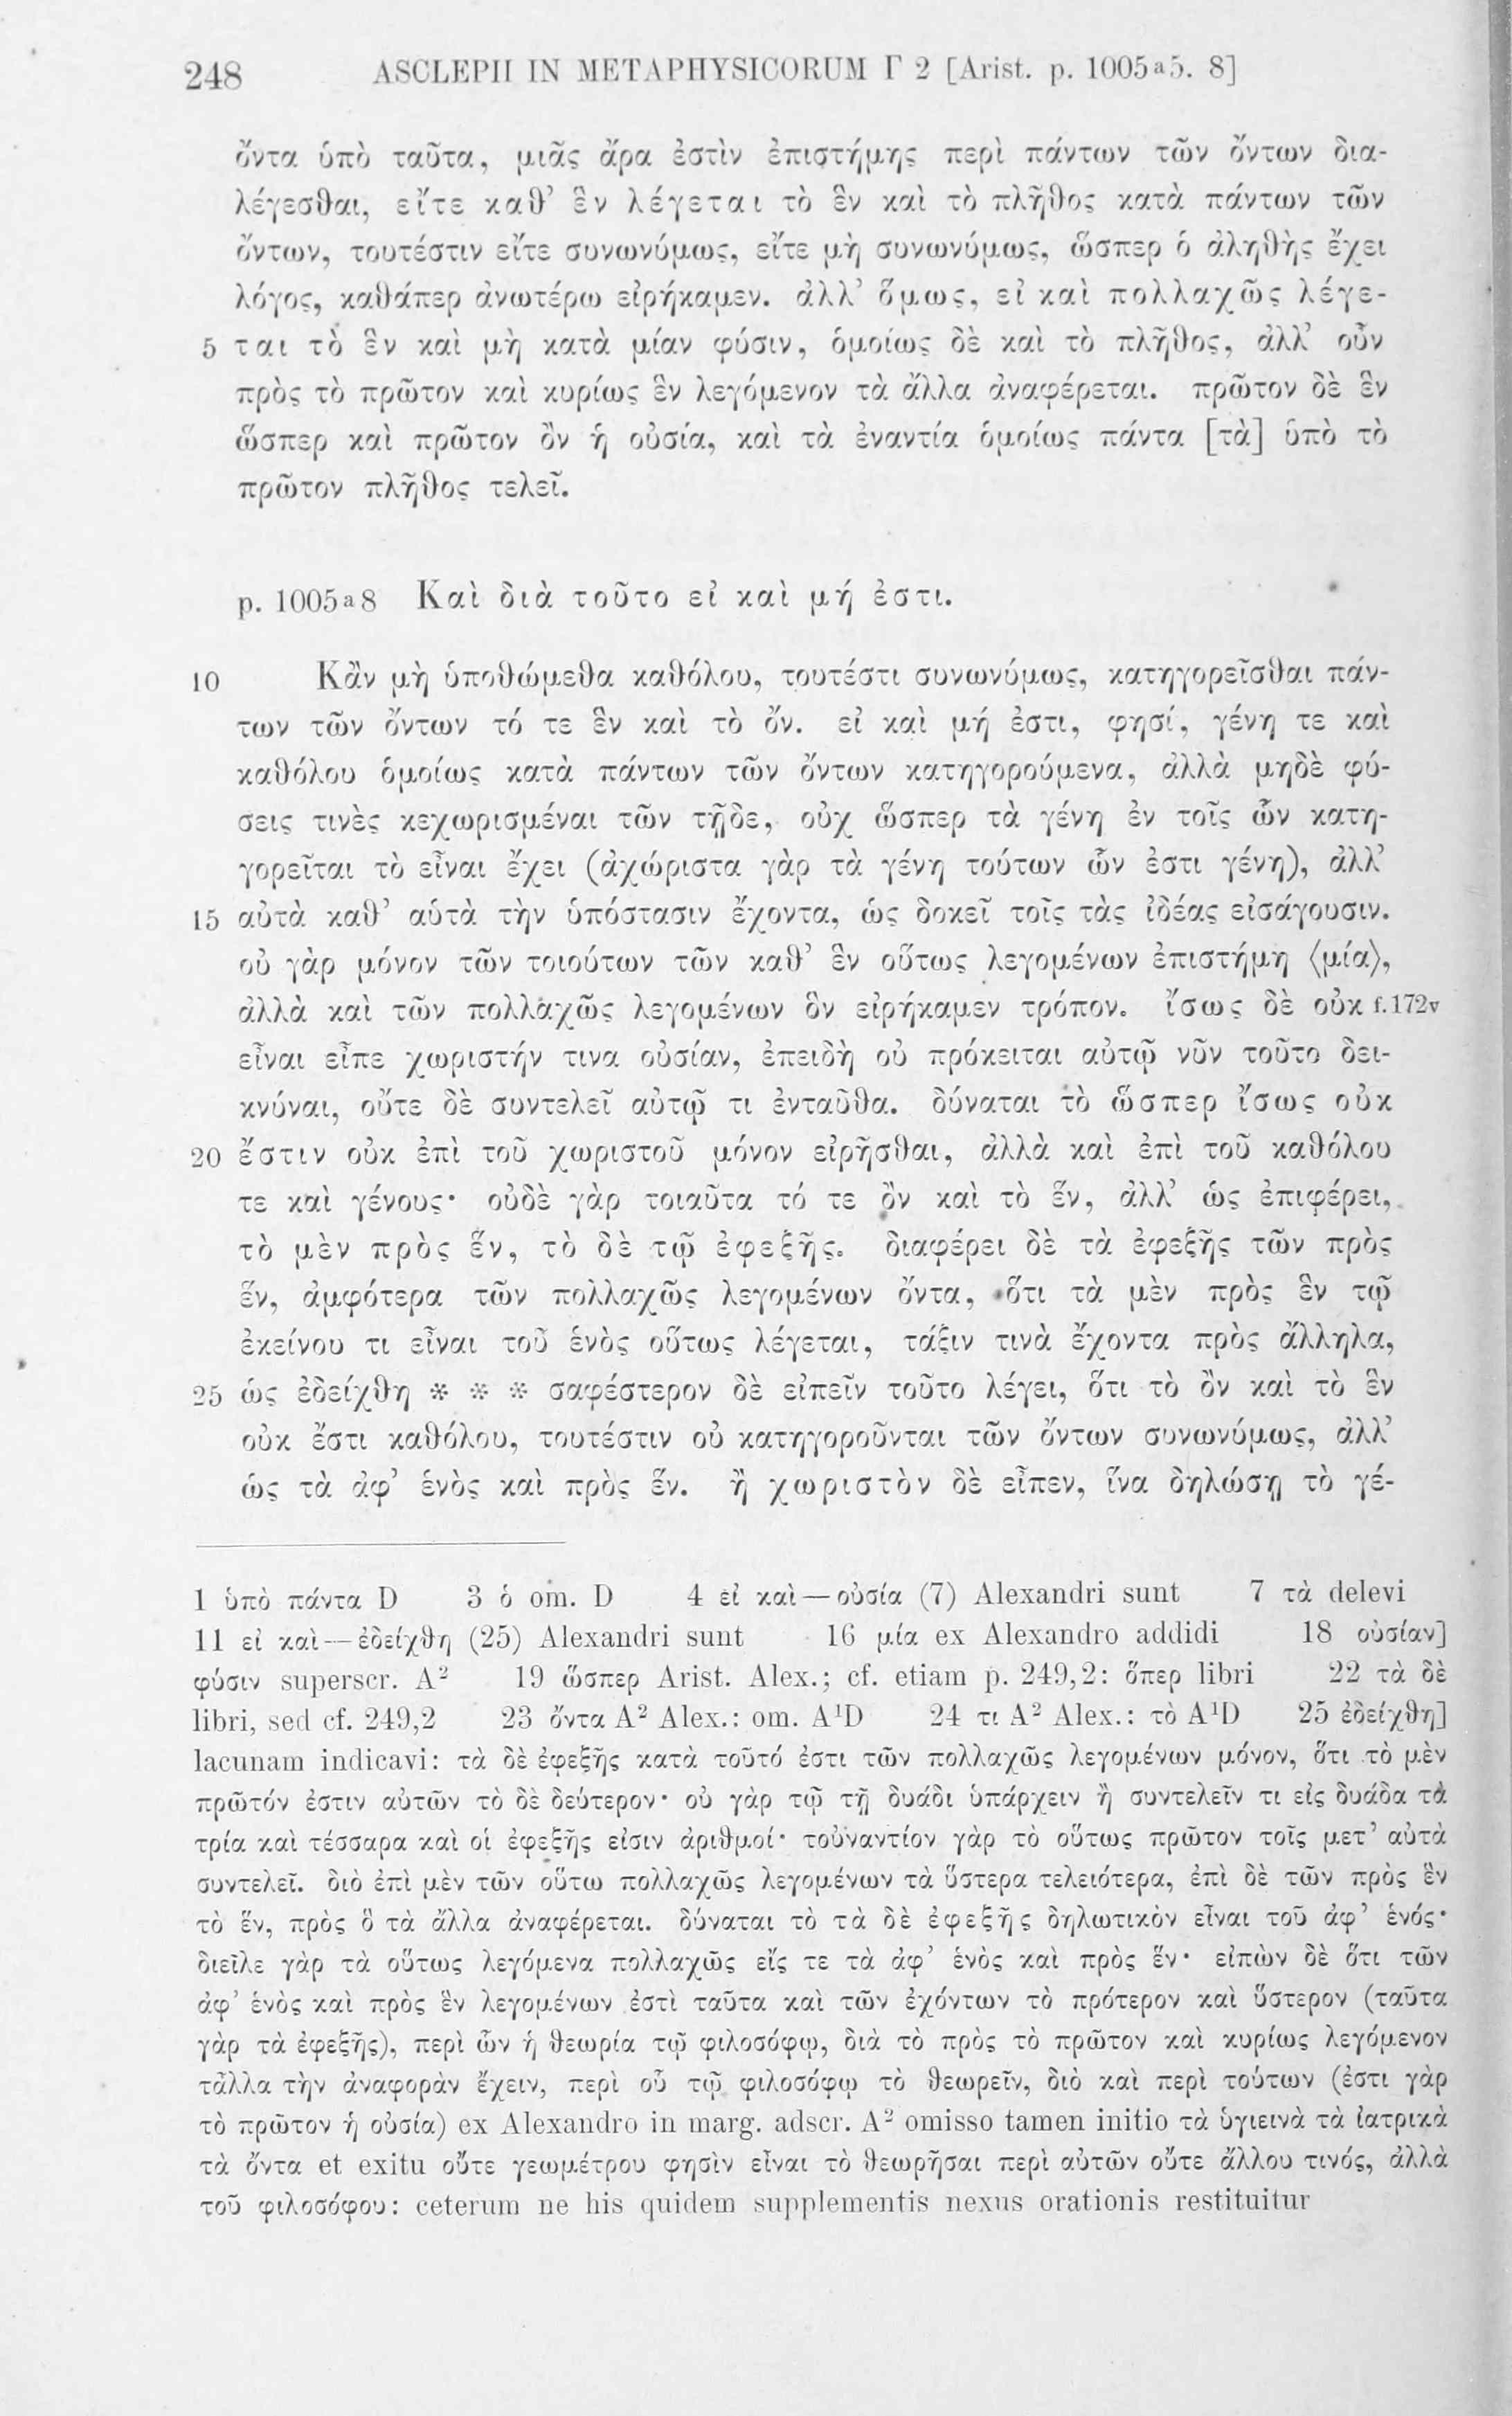 248 ASCLEPII IN METAPHYSICORUM Γ 2 [Arist. p. 1005ᵃ5. 8]
ὄντα ὑπὸ ταῦτα, μιᾶς ἄρα ἐστὶν ἐπιστήμης περὶ πάντων τῶν ὄντων δια-
λέγεσθαι, εἴτε καθ’ ἓν λέγεται τὸ ἓν καὶ τὸ πλῆθος κατὰ πάντων τῶν
ὄντων, τουτέστιν εἴτε συνωνύμως, εἴτε μὴ συνωνύμως, ὥσπερ ὁ ἀληθὴς ἔχει
λόγος, καθάπερ ἀνωτέρω εἰρήκαμεν. ἀλλ’ ὅμως, εἰ καὶ πολλαχῶς λέγε-
5 ται τὸ ἓν καὶ μὴ κατὰ μίαν φύσιν, ὁμοίως δὲ καὶ τὸ πλῆθος, ἀλλ’ οὖν
πρὸς τὸ πρῶτον καὶ κυρίως ἓν λεγόμενον τὰ ἄλλα ἀναφέρεται. πρῶτον δὲ ἓν
ὥσπερ καὶ πρῶτον ὂν ἡ οὐσία, καὶ τὰ ἐναντία ὁμοίως πάντα [τὰ] ὑπὸ τὸ
πρῶτον πλῆθος τελεῖ.
p. 1005ᵃ8 Καὶ διὰ τοῦτο εἰ καὶ μή ἐστι.
10 Κἂν μὴ ὑποθώμεθα καθόλου, τουτέστι συνωνύμως, κατηγορεῖσθαι πάν-
των τῶν ὄντων τό τε ἓν καὶ τὸ ὄν. εἰ καὶ μή ἐστι, φησί, γένη τε καὶ
καθόλου ὁμοίως κατὰ πάντων τῶν ὄντων κατηγορούμενα, ἀλλὰ μηδὲ φύ-
σεις τινὲς κεχωρισμέναι τῶν τῇδε, οὐχ ὥσπερ τὰ γένη ἐν τοῖς ὧν κατη-
γορεῖται τὸ εἶναι ἔχει (ἀχώριστα γὰρ τὰ γένη τούτων ὧν ἐστι γένη), ἀλλ’
15 αὐτὰ καθ’ αὑτὰ τὴν ὑπόστασιν ἔχοντα, ὡς δοκεῖ τοῖς τὰς ἰδέας εἰσάγουσιν.
οὐ γὰρ μόνον τῶν τοιούτων τῶν καθ’ ἓν οὕτως λεγομένων ἐπιστήμη ⟨μία⟩,
ἀλλὰ καὶ τῶν πολλαχῶς λεγομένων ὃν εἰρήκαμεν τρόπον. ἴσως δὲ οὐκ f.172v
εἶναι εἶπε χωριστήν τινα οὐσίαν, ἐπειδὴ οὐ πρόκειται αὐτῷ νῦν τοῦτο δει-
κνύναι, οὔτε δὲ συντελεῖ αὐτῷ τι ἐνταῦθα. δύναται τὸ ὥσπερ ἴσως οὐκ
20 ἔστιν οὐκ ἐπὶ τοῦ χωριστοῦ μόνον εἰρῆσθαι, ἀλλὰ καὶ ἐπὶ τοῦ καθόλου
τε καὶ γένους· οὐδὲ γὰρ τοιαῦτα τό τε ὂν καὶ τὸ ἕν, ἀλλ’ ὡς ἐπιφέρει,
τὸ μὲν πρὸς ἕν, τὸ δὲ τῷ ἐφεξῆς. διαφέρει δὲ τὰ ἐφεξῆς τῶν πρὸς
ἕν, ἀμφότερα τῶν πολλαχῶς λεγομένων ὄντα, ὅτι τὰ μὲν πρὸς ἓν τῷ
ἐκείνου τι εἶναι τοῦ ἑνὸς οὕτως λέγεται, τάξιν τινὰ ἔχοντα πρὸς ἄλληλα,
25 ὡς ἐδείχθη * * * σαφέστερον δὲ εἰπεῖν τοῦτο λέγει, ὅτι τὸ ὂν καὶ τὸ ἓν
οὐκ ἔστι καθόλου, τουτέστιν οὐ κατηγοροῦνται τῶν ὄντων συνωνύμως, ἀλλ’
ὡς τὰ ἀφ’ ἑνὸς καὶ πρὸς ἕν. ἢ χωριστὸν δὲ εἶπεν, ἵνα δηλώσῃ τὸ γέ-
1 ὑπὸ πάντα D 3 ὁ om. D 4 εἰ καὶ—οὐσία (7) Alexandri sunt 7 τὰ delevi
11 εἰ καὶ—ἐδείχθη (25) Alexandri sunt 16 μία ex Alexandro addidi 18 οὐσίαν]
φύσιν superscr. A² 19 ὥσπερ Arist. Alex.; cf. etiam p. 249,2: ὅπερ libri 22 τὰ δὲ
libri, sed cf. 249,2 23 ὄντα A² Alex.: om. A¹D 24 τι A² Alex.: τὸ A¹D 25 ἐδείχθη]
lacunam indicavi: τὰ δὲ ἐφεξῆς κατὰ τοῦτό ἐστι τῶν πολλαχῶς λεγομένων μόνον, ὅτι τὸ μὲν
πρῶτόν ἐστιν αὐτῶν τὸ δὲ δεύτερον· οὐ γὰρ τῷ τῇ δυάδι ὑπάρχειν ἢ συντελεῖν τι εἰς δυάδα τὰ
τρία καὶ τέσσαρα καὶ οἱ ἐφεξῆς εἰσιν ἀριθμοί· τοὐναντίον γὰρ τὸ οὕτως πρῶτον τοῖς μετ’ αὐτὰ
συντελεῖ. διὸ ἐπὶ μὲν τῶν οὕτω πολλαχῶς λεγομένων τὰ ὕστερα τελειότερα, ἐπὶ δὲ τῶν πρὸς ἓν
τὸ ἕν, πρὸς ὃ τὰ ἄλλα ἀναφέρεται. δύναται τὸ τὰ δὲ ἐφεξῆς δηλωτικὸν εἶναι τοῦ ἀφ’ ἑνός·
διεῖλε γὰρ τὰ οὕτως λεγόμενα πολλαχῶς εἴς τε τὰ ἀφ’ ἑνὸς καὶ πρὸς ἕν· εἰπὼν δὲ ὅτι τῶν
ἀφ’ ἑνὸς καὶ πρὸς ἓν λεγομένων ἐστὶ ταῦτα καὶ τῶν ἐχόντων τὸ πρότερον καὶ ὕστερον (ταῦτα
γὰρ τὰ ἐφεξῆς), περὶ ὧν ἡ θεωρία τῷ φιλοσόφῳ, διὰ τὸ πρὸς τὸ πρῶτον καὶ κυρίως λεγόμενον
τἆλλα τὴν ἀναφορὰν ἔχειν, περὶ οὗ τῷ φιλοσόφῳ τὸ θεωρεῖν, διὸ καὶ περὶ τούτων (ἐστι γὰρ
τὸ πρῶτον ἡ οὐσία) ex Alexandro in marg. adscr. A² omisso tamen initio τὰ ὑγιεινὰ τὰ ἰατρικὰ
τὰ ὄντα et exitu οὔτε γεωμέτρου φησὶν εἶναι τὸ θεωρῆσαι περὶ αὐτῶν οὔτε ἄλλου τινός, ἀλλὰ
τοῦ φιλοσόφου: ceterum ne his quidem supplementis nexus orationis restituitur